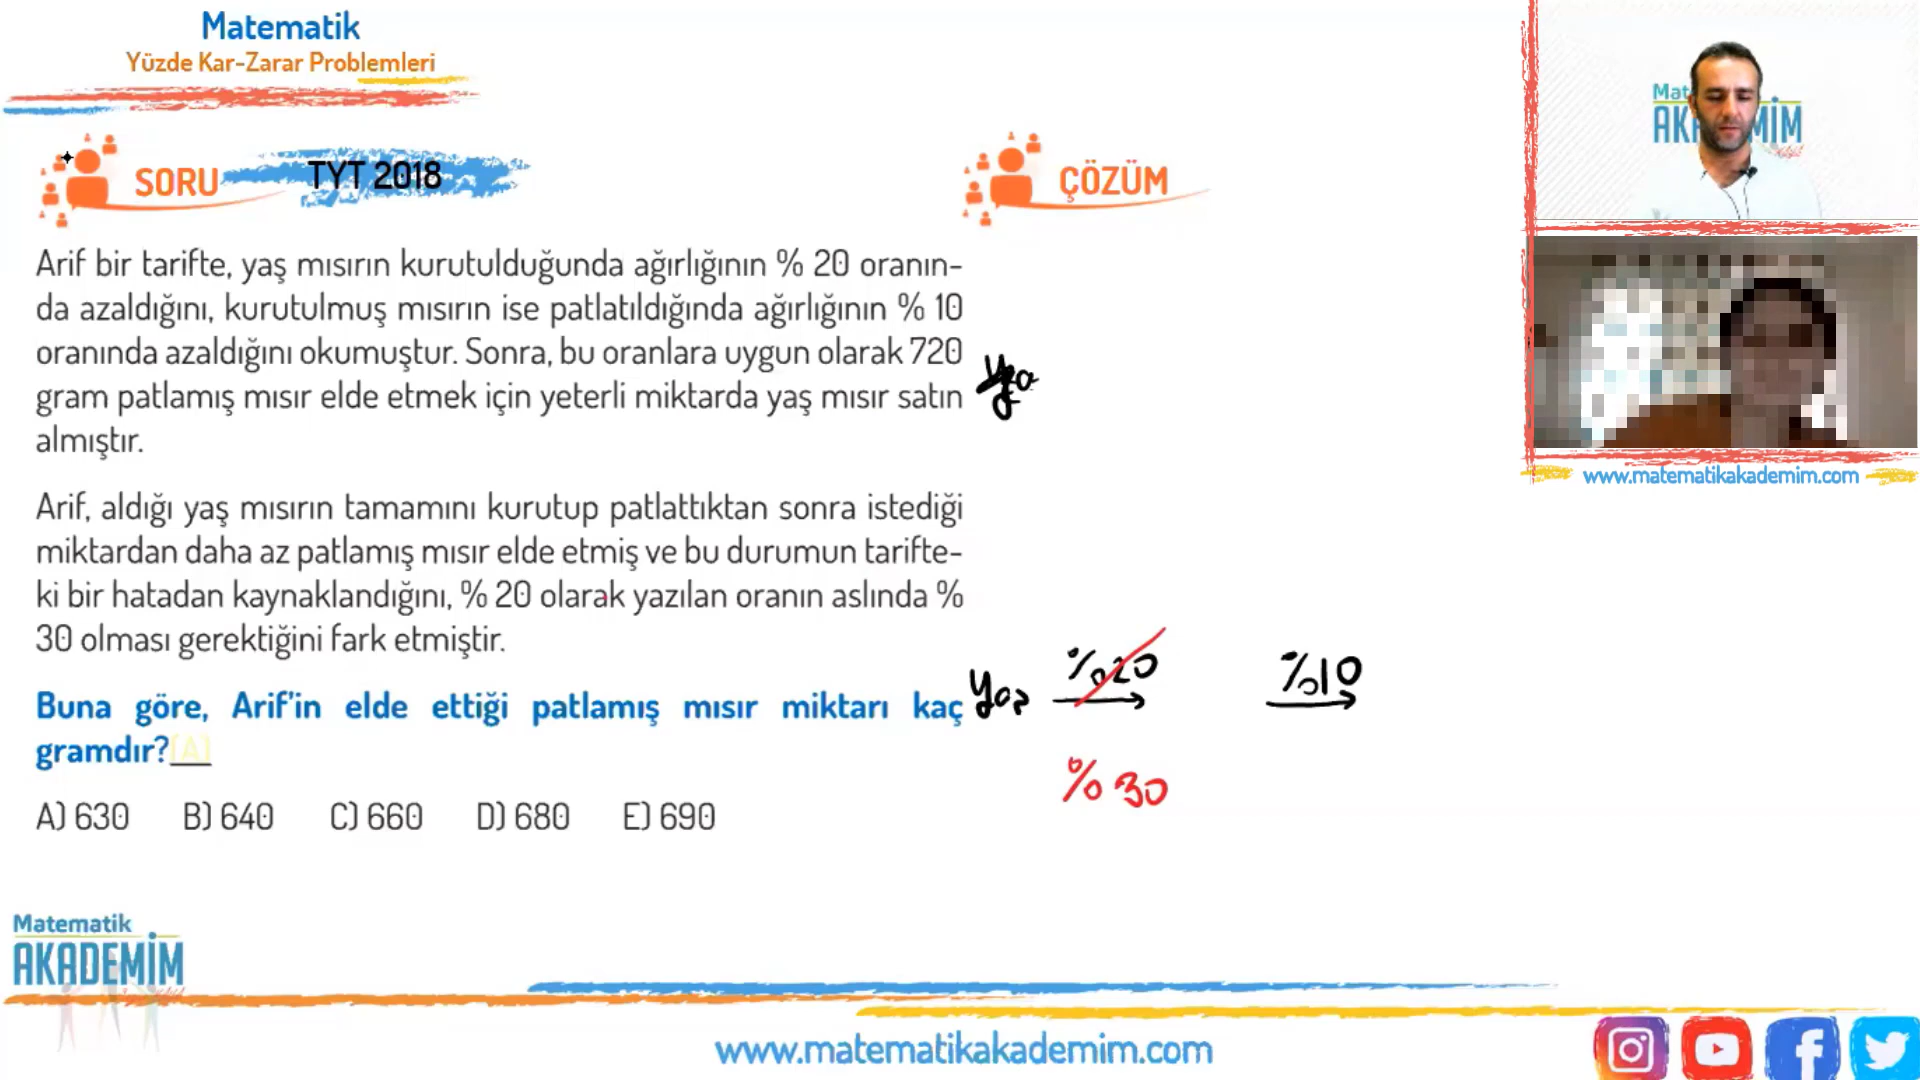 Matematik
Yüzde Kar-Zarar Problemleri
SORU
TYT 2018
ÇÖZÜM
Arif bir tarifte, yaş mısırın kurutulduğunda ağırlığının % 20 oranın-
da azaldığını, kurutulmuş mısırın ise patlatıldığında ağırlığının % 10
oranında azaldığını okumuştur. Sonra, bu oranlara uygun olarak 720
gram patlamış mısır elde etmek için yeterli miktarda yaş mısır satın
almıştır.
Arif, aldığı yaş mısırın tamamını kurutup patlattıktan sonra istediği
miktardan daha az patlamış mısır elde etmiş ve bu durumun tarifte-
ki bir hatadan kaynaklandığını, % 20 olarak yazılan oranın aslında %
30 olması gerektiğini fark etmiştir.
Buna göre, Arif'in elde ettiği patlamış mısır miktarı kaç
gramdır?(A)
A) 630 B) 640 C) 660 D) 680 E) 690
yaş %20 %10
%30
www.matematikakademim.com
Matematik
AKADEMİM
www.matematikakademim.com